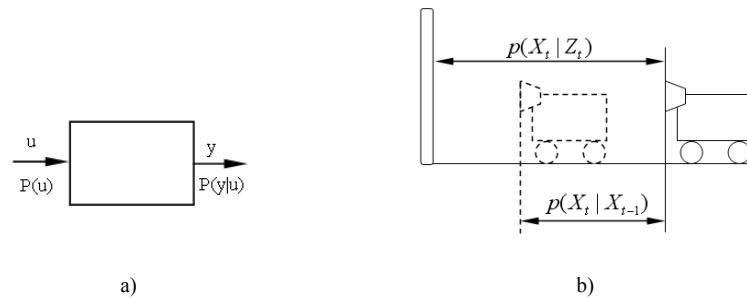 u
P(u)
y
P(y|u)
a)
p(X_t | Z_t)
p(X_t | X_{t-1})
b)